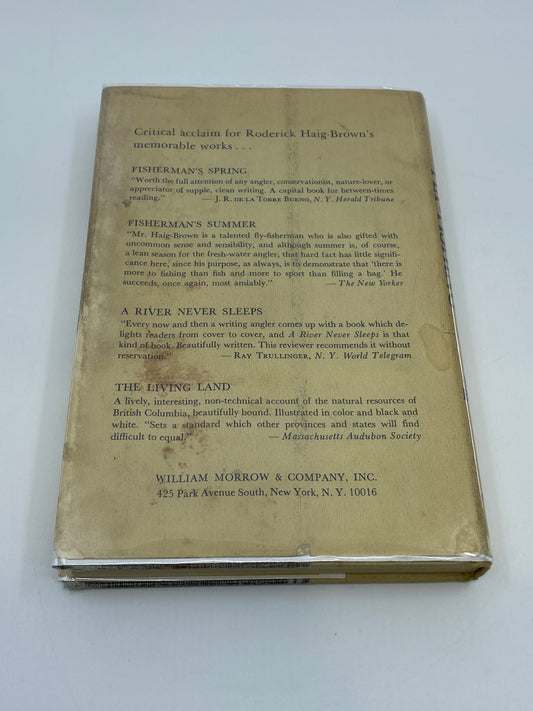 Critical acclaim for Roderick Haig-Brown's
memorable works . . .
FISHERMAN'S SPRING
"Worth the full attention of any angler, conservationist, nature-lover, or
appreciator of supple, clean writing. A capital book for between-times
reading." — J. R. DE LA TORRE BUENO, N. Y. Herald Tribune
FISHERMAN'S SUMMER
"Mr. Haig-Brown is a talented fly-fisherman who is also gifted with
uncommon sense and sensibility, and although summer is, of course,
a lean season for the fresh-water angler, that hard fact has little signifi-
cance here, since his purpose, as always, is to demonstrate that 'there is
more to fishing than fish and more to sport than filling a bag.' He
succeeds, once again, most amiably." — The New Yorker
A RIVER NEVER SLEEPS
"Every now and then a writing angler comes up with a book which de-
lights readers from cover to cover, and A River Never Sleeps is that
kind of book. Beautifully written. This reviewer recommends it without
reservation." — RAY TRULLINGER, N. Y. World Telegram
THE LIVING LAND
A lively, interesting, non-technical account of the natural resources of
British Columbia, beautifully bound. Illustrated in color and black and
white. "Sets a standard which other provinces and states will find
difficult to equal." — Massachusetts Audubon Society
WILLIAM MORROW & COMPANY, INC.
425 Park Avenue South, New York, N. Y. 10016